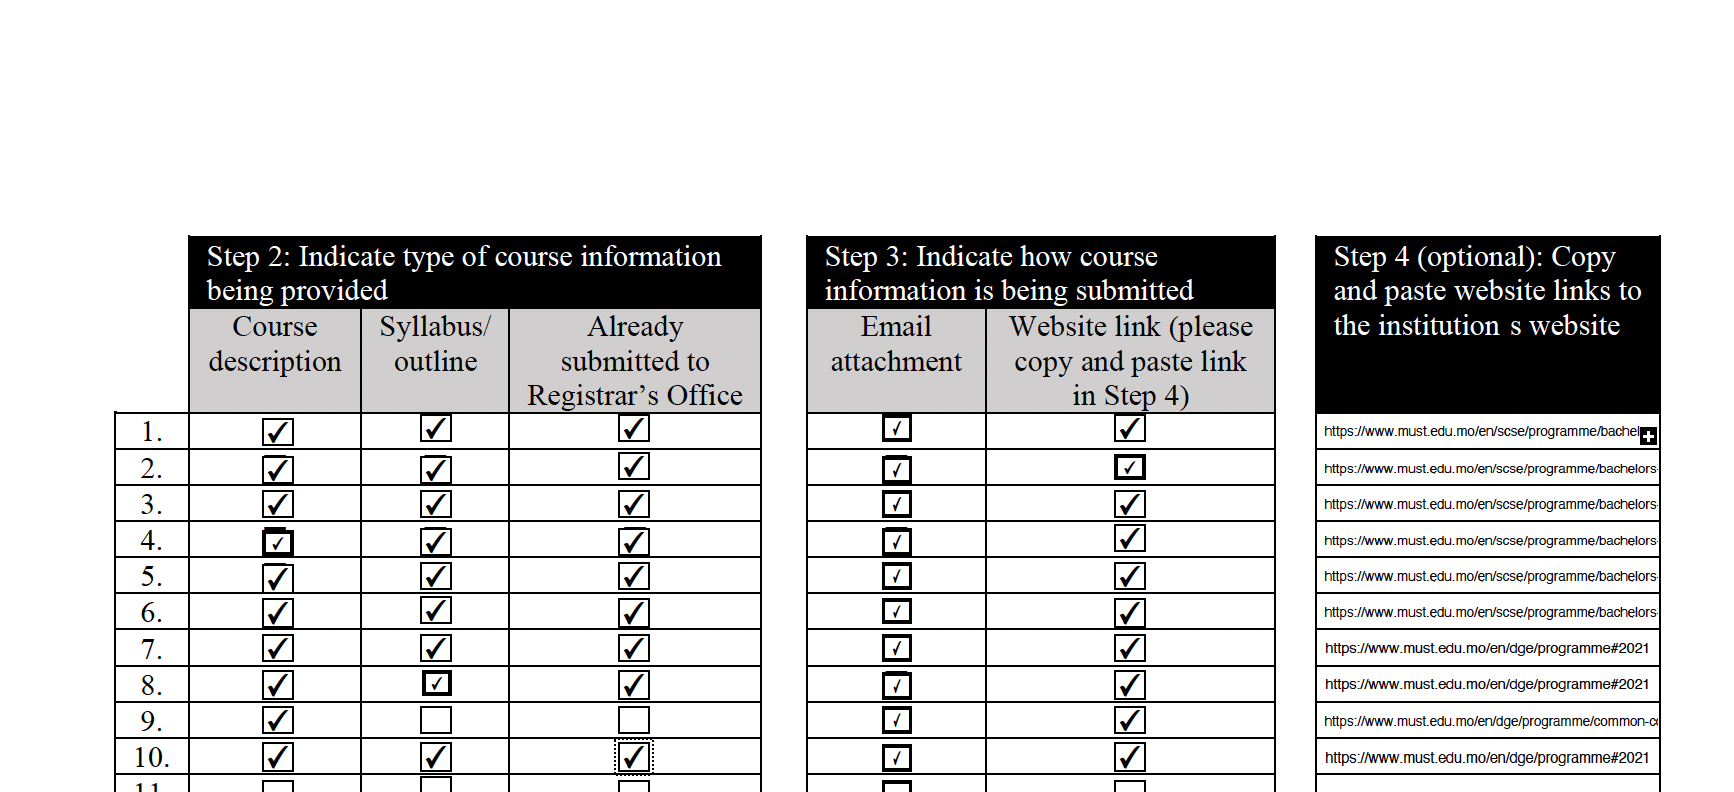 Step 2: Indicate type of course information
being provided
Step 3: Indicate how course
information is being submitted
Step 4 (optional): Copy
and paste website links to
the institution s website
Course
description
Syllabus/
outline
Already
submitted to
Registrar’s Office
Email
attachment
Website link (please
copy and paste link
in Step 4)
1.
https://www.must.edu.mo/en/scse/programme/bachel
2.
https://www.must.edu.mo/en/scse/programme/bachelors-
3.
https://www.must.edu.mo/en/scse/programme/bachelors-
4.
https://www.must.edu.mo/en/scse/programme/bachelors-
5.
https://www.must.edu.mo/en/scse/programme/bachelors-
6.
https://www.must.edu.mo/en/scse/programme/bachelors-
7.
https://www.must.edu.mo/en/dge/programme#2021
8.
https://www.must.edu.mo/en/dge/programme#2021
9.
https://www.must.edu.mo/en/dge/programme/common-co
10.
https://www.must.edu.mo/en/dge/programme#2021
11.